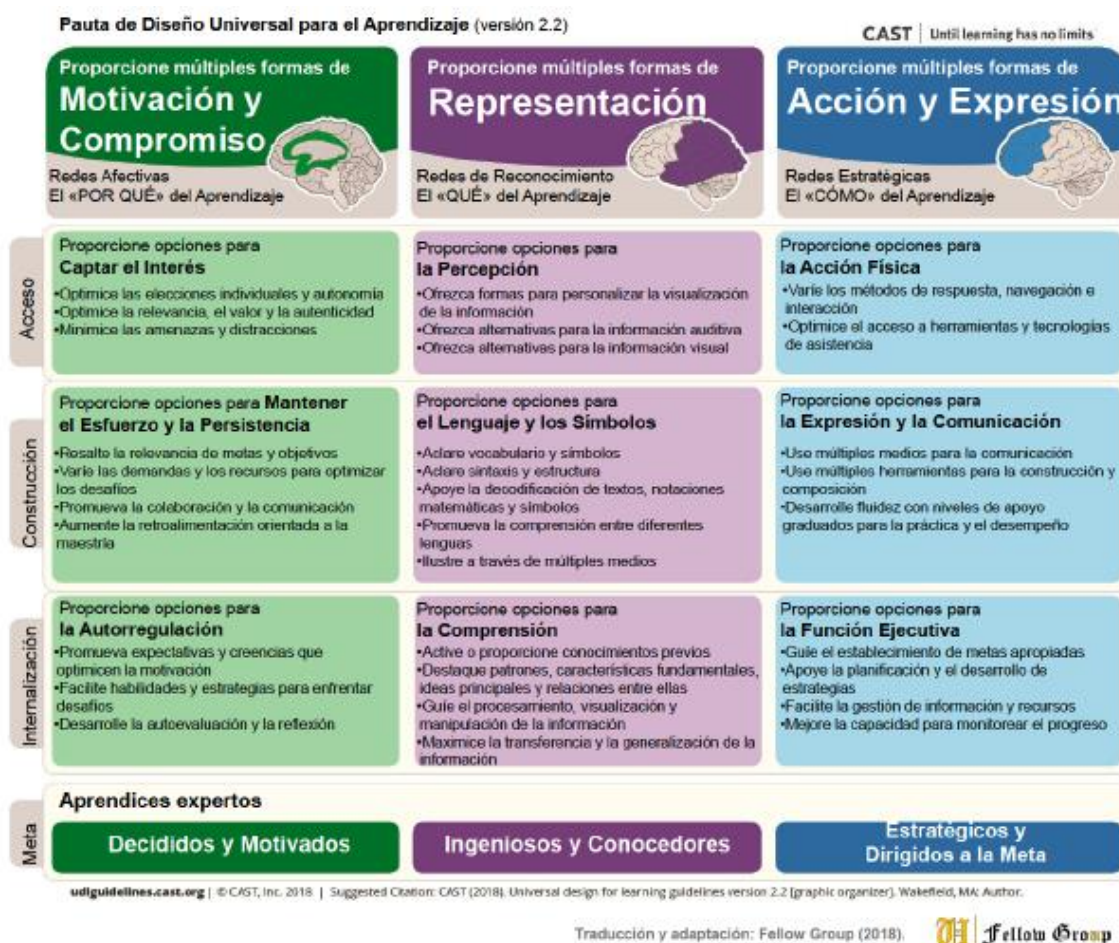 Pauta de Diseño Universal para el Aprendizaje (versión 2.2)
CAST | Until learning has no limits
Proporcione múltiples formas de
Motivación y
Compromiso
Redes Afectivas
El «POR QUÉ» del Aprendizaje
Proporcione múltiples formas de
Representación
Redes de Reconocimiento
El «QUÉ» del Aprendizaje
Proporcione múltiples formas de
Acción y Expresión
Redes Estratégicas
El «CÓMO» del Aprendizaje
Acceso
Proporcione opciones para
Captar el Interés
•Optimice las elecciones individuales y autonomía
•Optimice la relevancia, el valor y la autenticidad
•Minimice las amenazas y distracciones
Proporcione opciones para
la Percepción
•Ofrezca formas para personalizar la visualización
de la información
•Ofrezca alternativas para la información auditiva
•Ofrezca alternativas para la información visual
Proporcione opciones para
la Acción Física
•Varíe los métodos de respuesta, navegación e
interacción
•Optimice el acceso a herramientas y tecnologías
de asistencia
Construcción
Proporcione opciones para Mantener
el Esfuerzo y la Persistencia
•Resalte la relevancia de metas y objetivos
•Varíe las demandas y los recursos para optimizar
los desafíos
•Promueva la colaboración y la comunicación
•Aumente la retroalimentación orientada a la
maestría
Proporcione opciones para
el Lenguaje y los Símbolos
•Aclare vocabulario y símbolos
•Aclare sintaxis y estructura
•Apoye la decodificación de textos, notaciones
matemáticas y símbolos
•Promueva la comprensión entre diferentes
lenguas
•Ilustre a través de múltiples medios
Proporcione opciones para
la Expresión y la Comunicación
•Use múltiples medios para la comunicación
•Use múltiples herramientas para la construcción y
composición
•Desarrolle fluidez con niveles de apoyo
graduados para la práctica y el desempeño
Internalización
Proporcione opciones para
la Autorregulación
•Promueva expectativas y creencias que
optimicen la motivación
•Facilite habilidades y estrategias para enfrentar
desafíos
•Desarrolle la autoevaluación y la reflexión
Proporcione opciones para
la Comprensión
•Active o proporcione conocimientos previos
•Destaque patrones, características fundamentales,
ideas principales y relaciones entre ellas
•Guíe el procesamiento, visualización y
manipulación de la información
•Maximice la transferencia y la generalización de la
información
Proporcione opciones para
la Función Ejecutiva
•Guíe el establecimiento de metas apropiadas
•Apoye la planificación y el desarrollo de
estrategias
•Facilite la gestión de información y recursos
•Mejore la capacidad para monitorear el progreso
Meta
Aprendices expertos
Decididos y Motivados
Ingeniosos y Conocedores
Estratégicos y
Dirigidos a la Meta
udlguidelines.cast.org | © CAST, Inc. 2018 | Suggested Citation: CAST (2018). Universal design for learning guidelines version 2.2 [graphic organizer]. Wakefield, MA: Author.
Traducción y adaptación: Fellow Group (2018).
Fellow Group